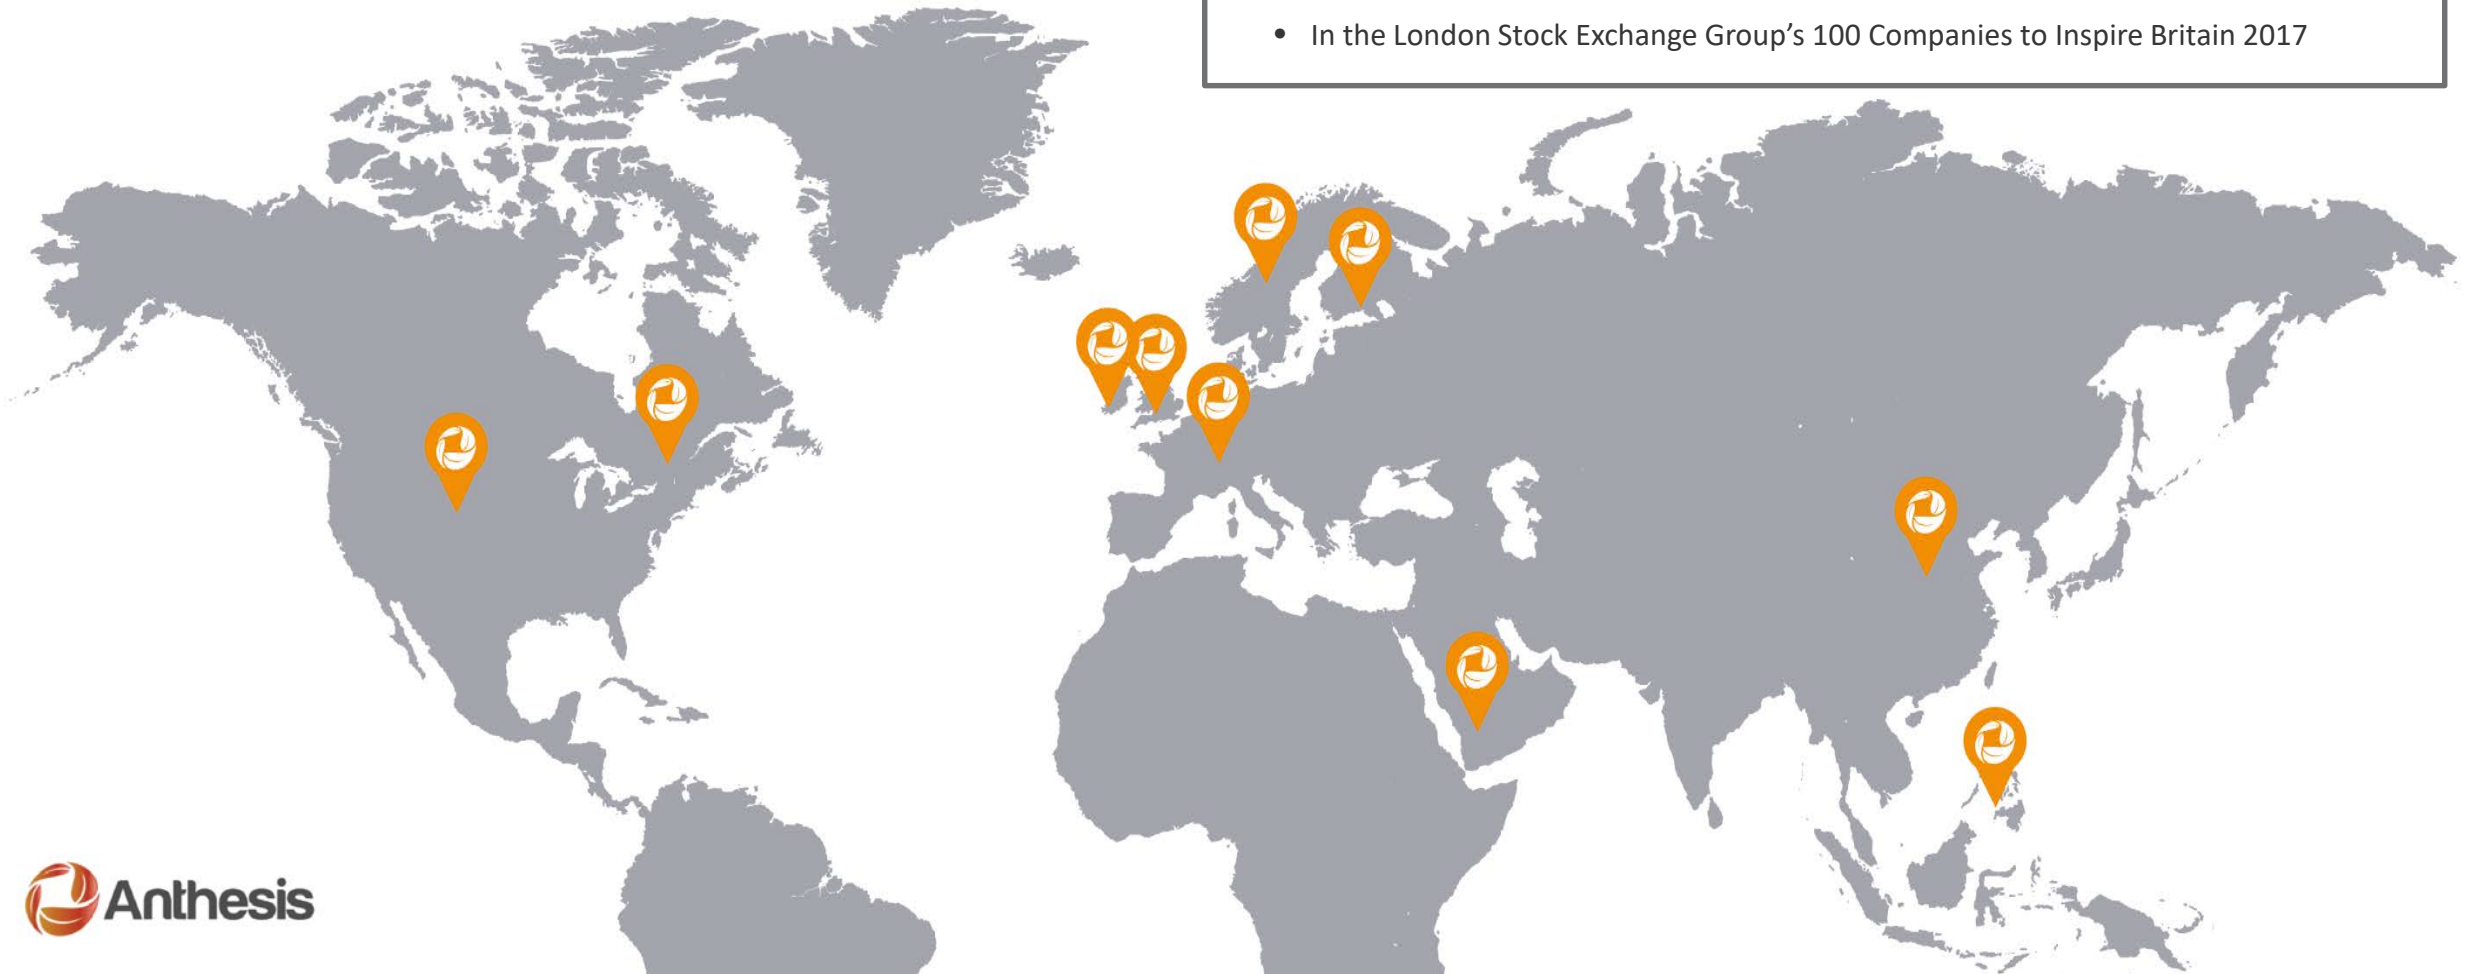 • In the London Stock Exchange Group’s 100 Companies to Inspire Britain 2017
Anthesis